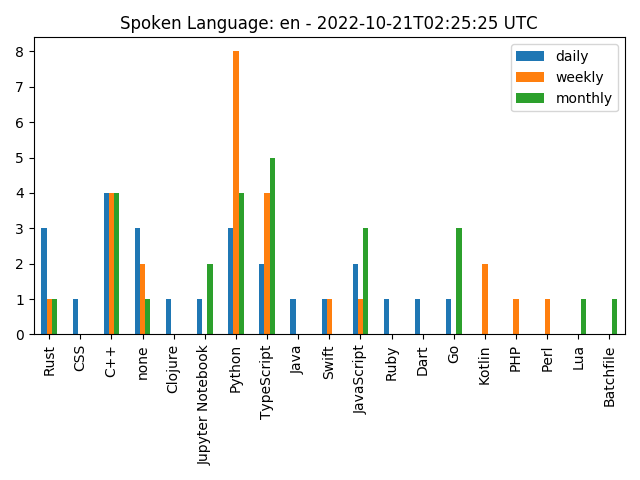 Spoken Language: en - 2022-10-21T02:25:25 UTC
daily
weekly
monthly
8
7
6
5
4
3
2
1
0
Rust
CSS
C++
none
Clojure
Jupyter Notebook
Python
TypeScript
Java
Swift
JavaScript
Ruby
Dart
Go
Kotlin
PHP
Perl
Lua
Batchfile